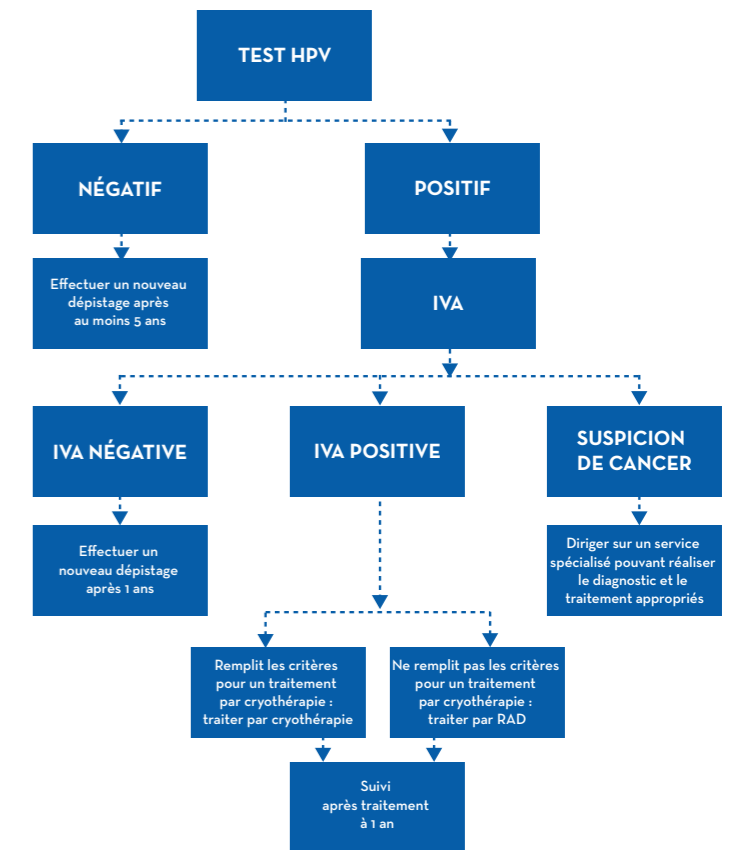 TEST HPV
NÉGATIF
POSITIF
Effectuer un nouveau
dépistage après
au moins 5 ans
IVA
IVA NÉGATIVE
IVA POSITIVE
SUSPICION
DE CANCER
Effectuer un
nouveau dépistage
après 1 ans
Diriger sur un service
spécialisé pouvant réaliser
le diagnostic et le
traitement appropriés
Remplit les critères
pour un traitement
par cryothérapie :
traiter par cryothérapie
Ne remplit pas les critères
pour un traitement
par cryothérapie :
traiter par RAD
Suivi
après traitement
à 1 an